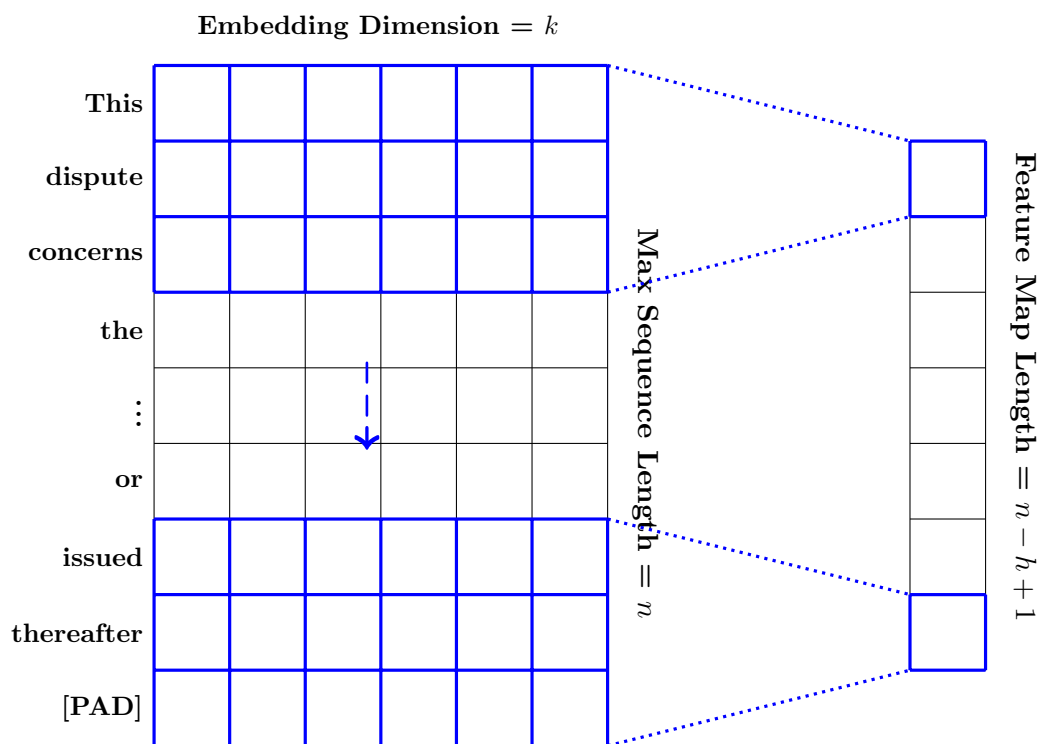 Embedding Dimension = k
This
dispute
concerns
the
⋮
or
issued
thereafter
[PAD]
Max Sequence Length = n
Feature Map Length = n − h + 1